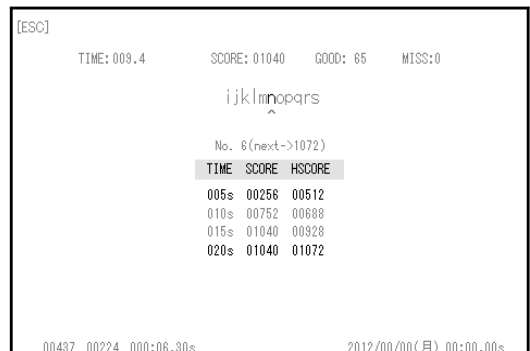 [ESC]
TIME:009.4 SCORE:01040 GOOD: 65 MISS:0
ijklmnopqrs
^
No. 6(next->1072)
TIME SCORE HSCORE
005s 00256 00512
010s 00752 00688
015s 01040 00928
020s 01040 01072
00437 00224 000:06.30s 2012/00/00(月) 00:00.00s